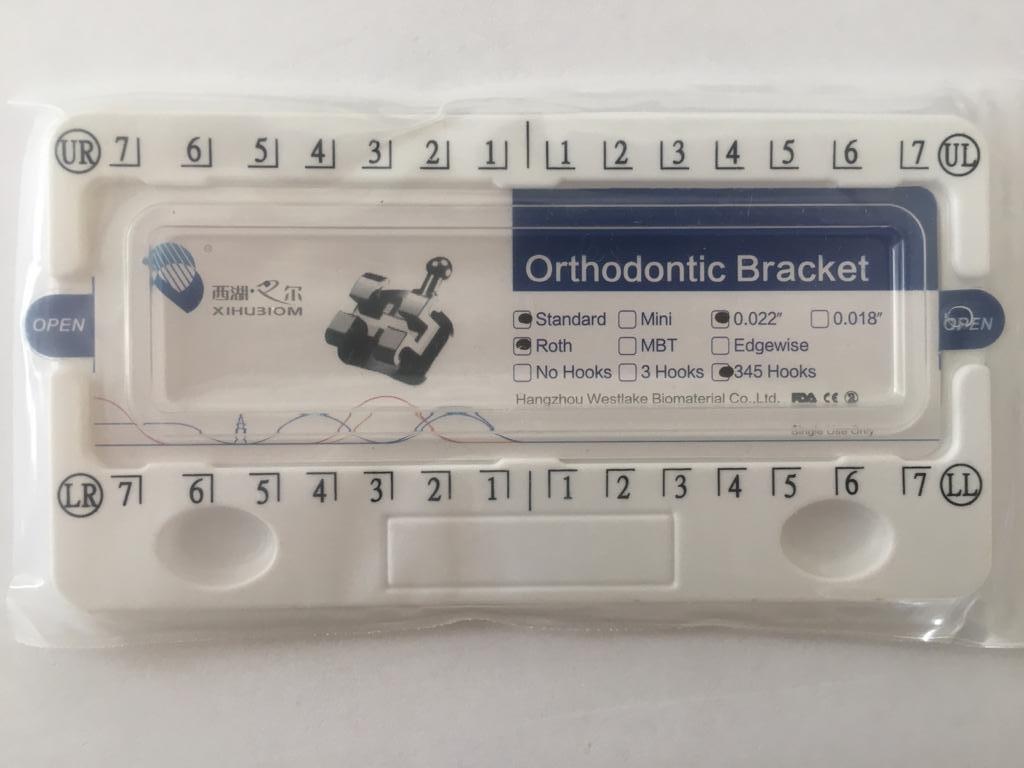 UR 7 6 5 4 3 2 1 1 2 3 4 5 6 7 UL
®
西湖·巴尔
XIHUBIOM
Orthodontic Bracket
Standard Mini 0.022″ 0.018″
Roth MBT Edgewise
No Hooks 3 Hooks 345 Hooks
Hangzhou Westlake Biomaterial Co.,Ltd. FDA CE 2
Single Use Only
OPEN
OPEN
LR 7 6 5 4 3 2 1 1 2 3 4 5 6 7 LL